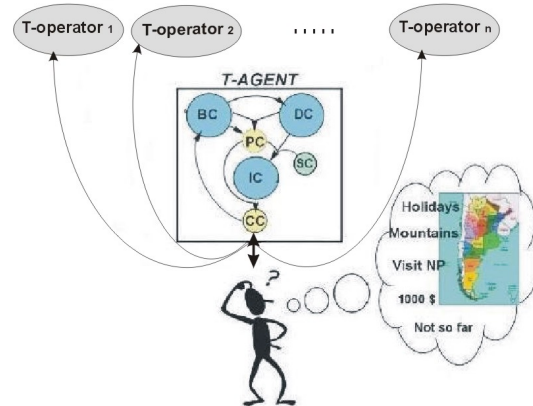 T-operator 1
T-operator 2
.....
T-operator n
T-AGENT
BC
DC
PC
SC
IC
CC
?
Holidays
Mountains
Visit NP
1000 $
Not so far